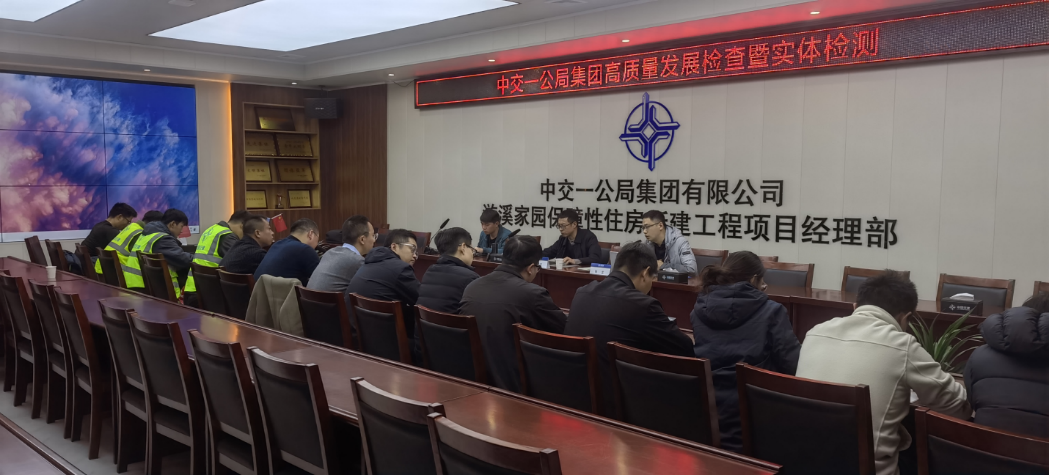 中交一公局集团高质量发展检查暨实体检测
中交一公局集团有限公司
溪家园保障性住房建工程项目经理部